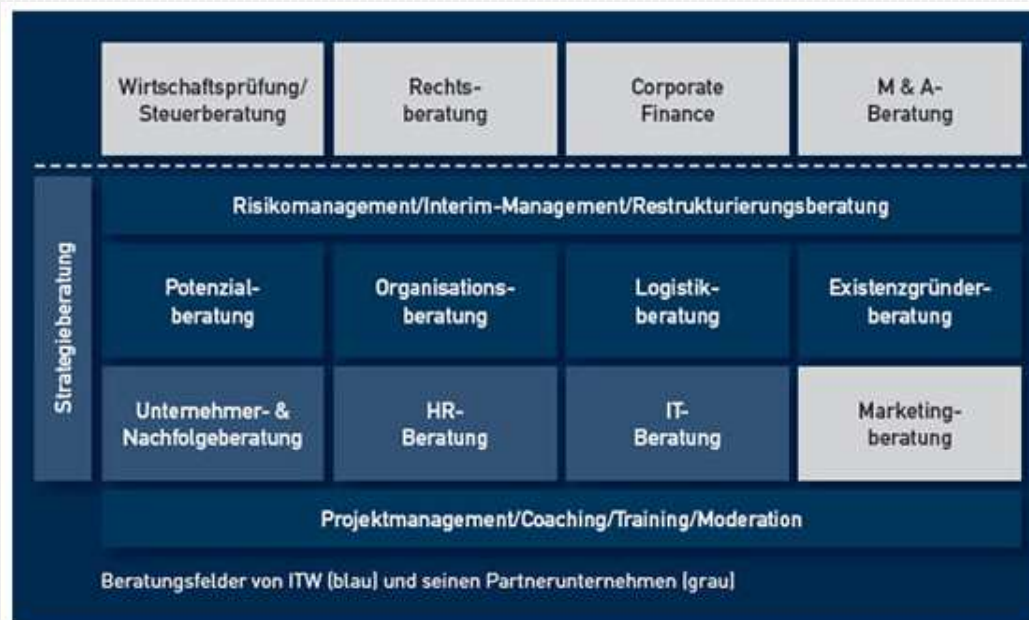 Wirtschaftsprüfung/
Steuerberatung
Rechts-
beratung
Corporate
Finance
M & A-
Beratung
Strategieberatung
Risikomanagement/Interim-Management/Restrukturierungsberatung
Potenzial-
beratung
Organisations-
beratung
Logistik-
beratung
Existenzgründer-
beratung
Unternehmer- &
Nachfolgeberatung
HR-
Beratung
IT-
Beratung
Marketing-
beratung
Projektmanagement/Coaching/Training/Moderation
Beratungsfelder von ITW (blau) und seinen Partnerunternehmen (grau)